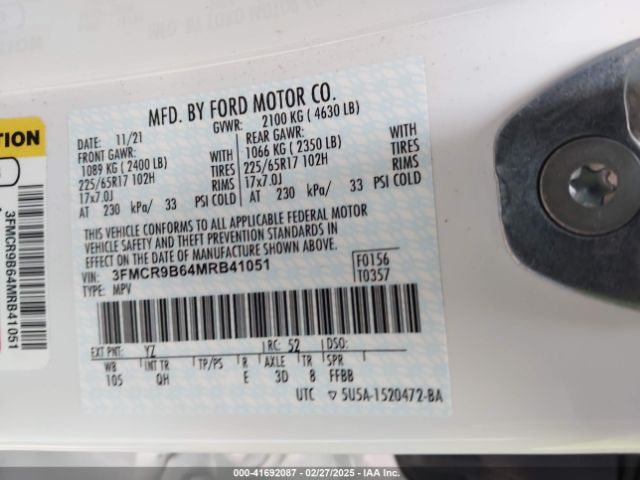 MFD. BY FORD MOTOR CO.
DATE: 11/21 GVWR: 2100 KG ( 4630 LB)
FRONT GAWR: WITH REAR GAWR: WITH
1089 KG ( 2400 LB) TIRES 1066 KG ( 2350 LB) TIRES
225/65R17 102H RIMS 225/65R17 102H RIMS
17x7.0J 17x7.0J
AT 230 kPa/ 33 PSI COLD AT 230 kPa/ 33 PSI COLD
THIS VEHICLE CONFORMS TO ALL APPLICABLE FEDERAL MOTOR
VEHICLE SAFETY AND THEFT PREVENTION STANDARDS IN
EFFECT ON THE DATE OF MANUFACTURE SHOWN ABOVE.
VIN: 3FMCR9B64MRB41051 F0156
TYPE: MPV T0357
EXT PNT: YZ RC: 52 DSO:
WB INT TR TP/PS R AXLE TR SPR
105 QH E 3D 8 FFBB
UTC ▽ 5U5A-1520472-BA
3FMCR9B64MRB41051
000-41692087 | 02/27/2025 | IAA Inc.